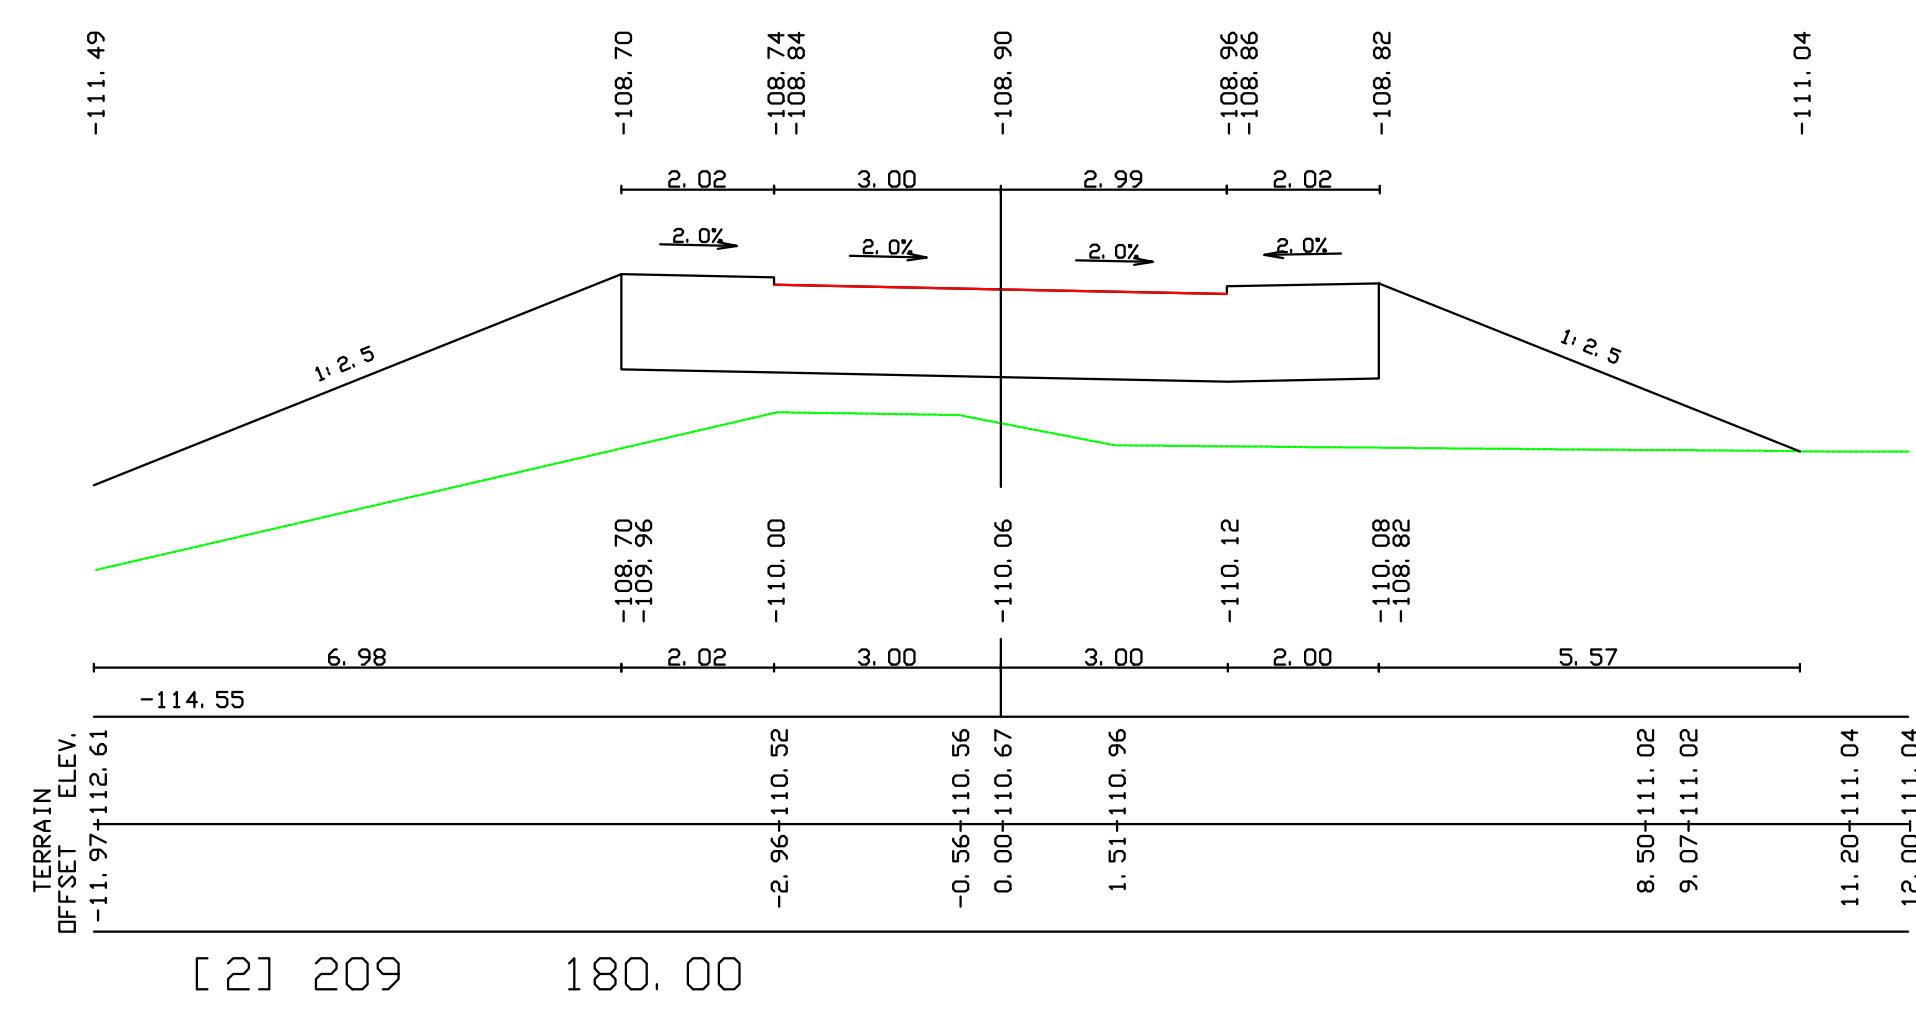 -111.49 -108.70 -108.74 -108.84 -108.90 -108.96 -108.86 -108.82 -111.04
2.02 3.00 2.99 2.02
2.0% 2.0% 2.0% 2.0%
1:2.5 1:2.5
-108.70 -109.96 -110.00 -110.06 -110.12 -110.08 -108.82
6.98 2.02 3.00 3.00 2.00 5.57
-114.55
TERRAIN
ELEV. -112.61 -110.52 -110.56 -110.67 -110.96 -111.02 -111.02 -111.04 -111.04
OFFSET -11.97 -2.96 -0.56 0.00 1.51 8.50 9.07 11.20 12.00
[2] 209 180.00